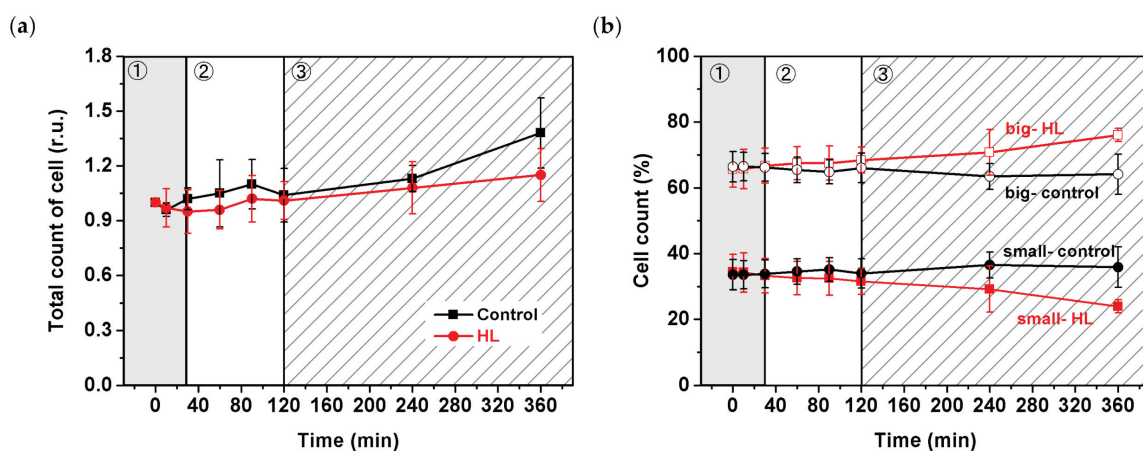 (a)
Total count of cell (r.u.)
1.8
1.5
1.2
0.9
0.6
0.3
0.0
① ② ③
Control
HL
0 40 80 120 160 200 240 280 320 360
Time (min)
(b)
Cell count (%)
100
80
60
40
20
0
① ② ③
big- HL
big- control
small- control
small- HL
0 40 80 120 160 200 240 280 320 360
Time (min)